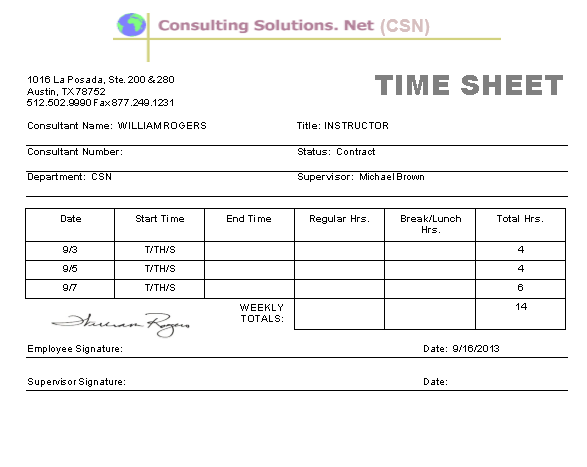 Consulting Solutions. Net (CSN)
1016 La Posada, Ste. 200 & 280
Austin, TX 78752
512.502.9990 Fax 877.249.1231
TIME SHEET
Consultant Name: WILLIAM ROGERS Title: INSTRUCTOR
Consultant Number: Status: Contract
Department: CSN Supervisor: Michael Brown
Date Start Time End Time Regular Hrs. Break/Lunch Hrs. Total Hrs.
9/3 T/TH/S 4
9/5 T/TH/S 4
9/7 T/TH/S 6
WEEKLY TOTALS: 14
William Rogers
Employee Signature: Date: 9/16/2013
Supervisor Signature: Date: